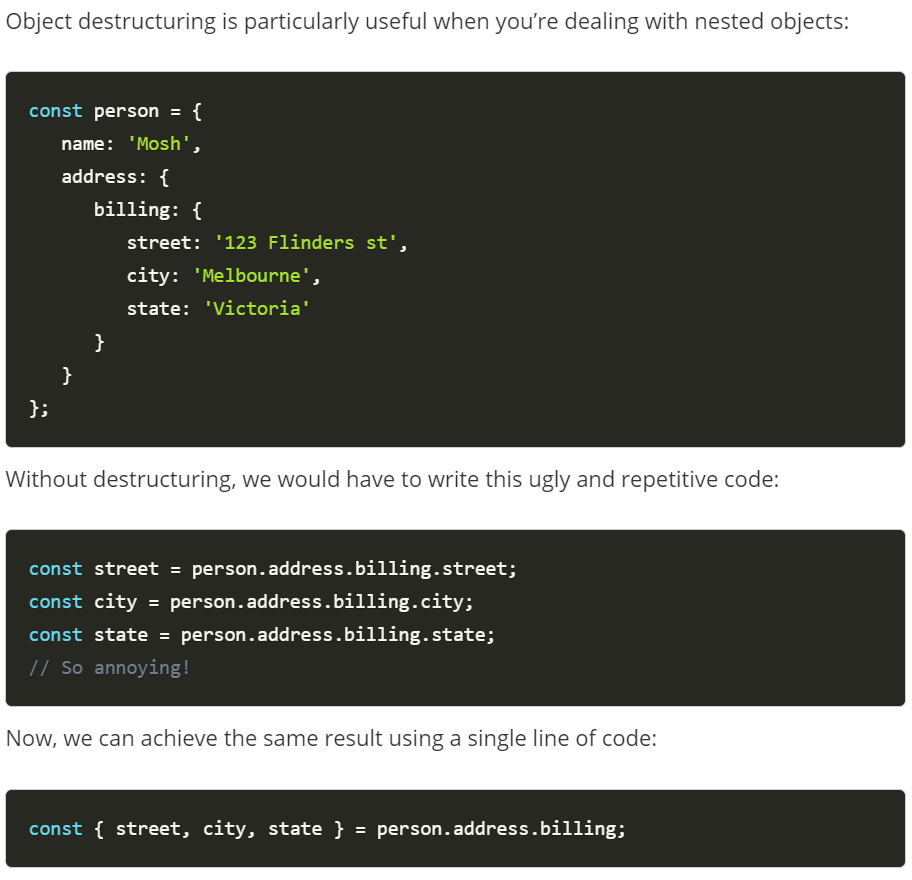 Object destructuring is particularly useful when you’re dealing with nested objects:
const person = {
   name: 'Mosh',
   address: {
      billing: {
         street: '123 Flinders st',
         city: 'Melbourne',
         state: 'Victoria'
      }
   }
};
Without destructuring, we would have to write this ugly and repetitive code:
const street = person.address.billing.street;
const city = person.address.billing.city;
const state = person.address.billing.state;
// So annoying!
Now, we can achieve the same result using a single line of code:
const { street, city, state } = person.address.billing;